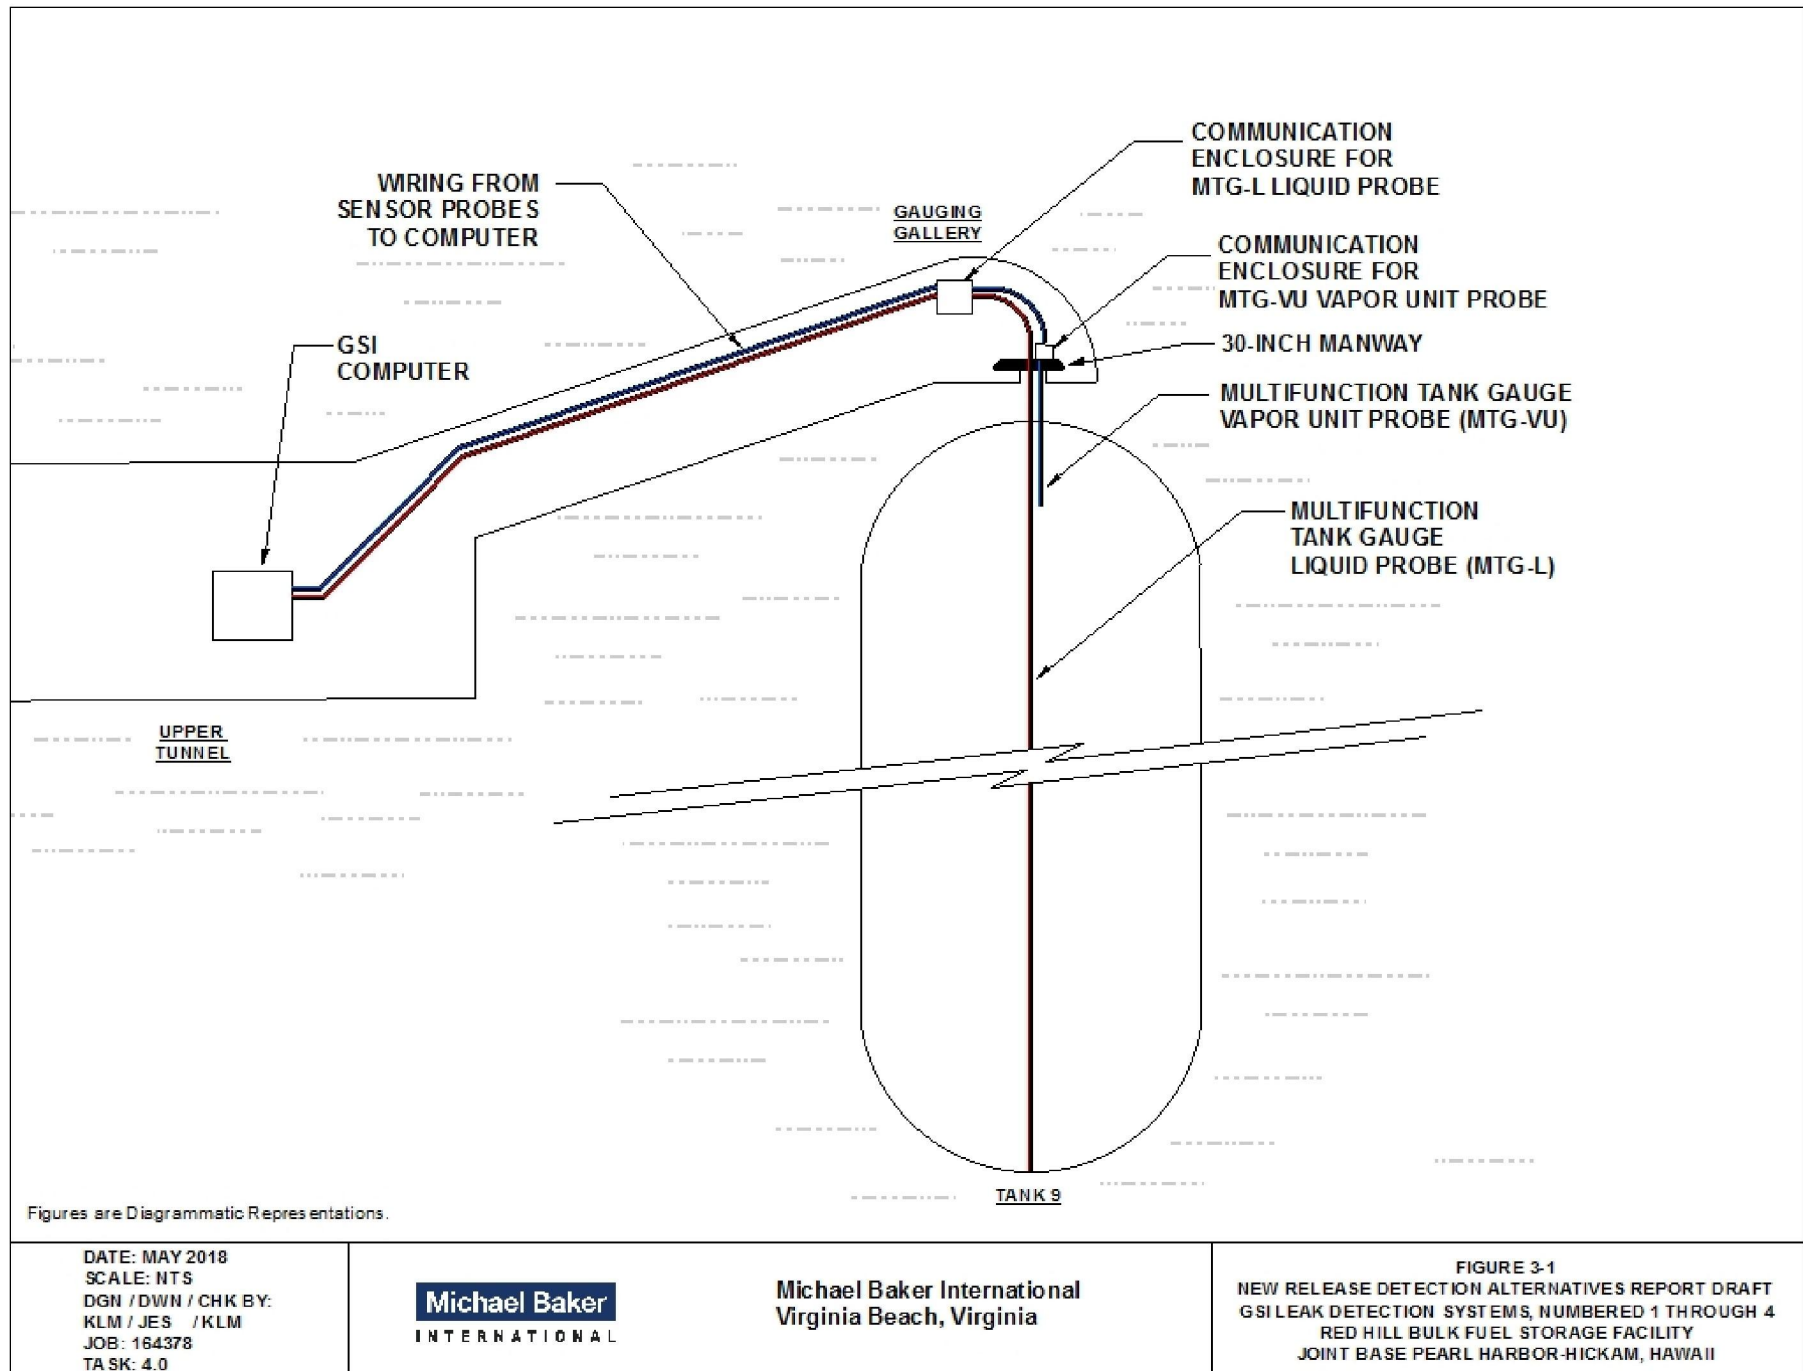 COMMUNICATION
ENCLOSURE FOR
MTG-L LIQUID PROBE
WIRING FROM
SENSOR PROBES
TO COMPUTER
GAUGING
GALLERY
COMMUNICATION
ENCLOSURE FOR
MTG-VU VAPOR UNIT PROBE
GSI
COMPUTER
30-INCH MANWAY
MULTIFUNCTION TANK GAUGE
VAPOR UNIT PROBE (MTG-VU)
MULTIFUNCTION
TANK GAUGE
LIQUID PROBE (MTG-L)
UPPER
TUNNEL
TANK 9
Figures are Diagrammatic Representations.
DATE: MAY 2018
SCALE: NTS
DGN / DWN / CHK BY:
KLM / JES / KLM
JOB: 164378
TASK: 4.0
Michael Baker
INTERNATIONAL
Michael Baker International
Virginia Beach, Virginia
FIGURE 3-1
NEW RELEASE DETECTION ALTERNATIVES REPORT DRAFT
GSI LEAK DETECTION SYSTEMS, NUMBERED 1 THROUGH 4
RED HILL BULK FUEL STORAGE FACILITY
JOINT BASE PEARL HARBOR-HICKAM, HAWAII